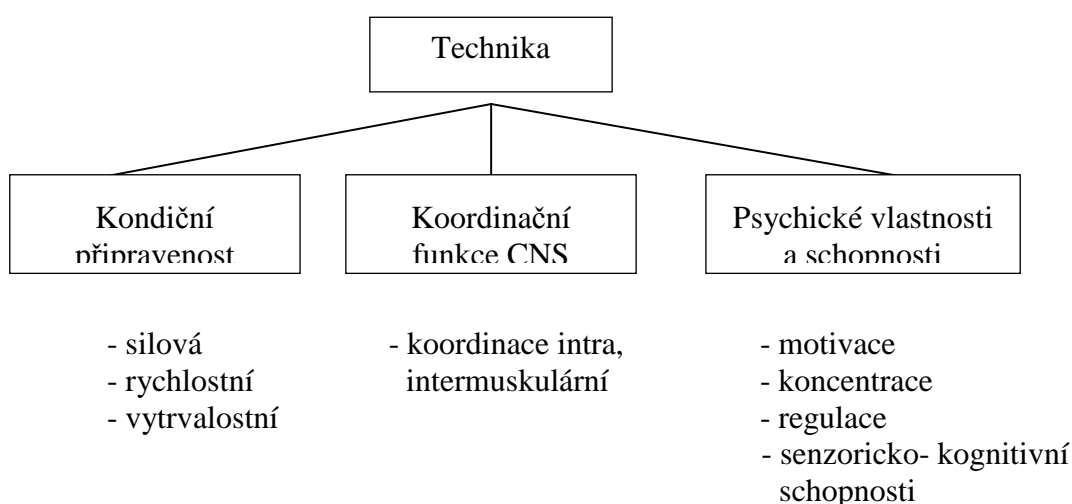 Technika
Kondiční
připravenost
Koordinační
funkce CNS
Psychické vlastnosti
a schopnosti
- silová
- rychlostní
- vytrvalostní
- koordinace intra,
intermuskulární
- motivace
- koncentrace
- regulace
- senzoricko- kognitivní
schopnosti